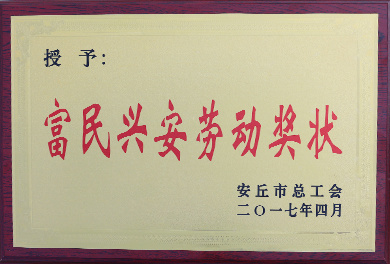 授 予：
富民兴安劳动奖状
安丘市总工会
二〇一七年四月